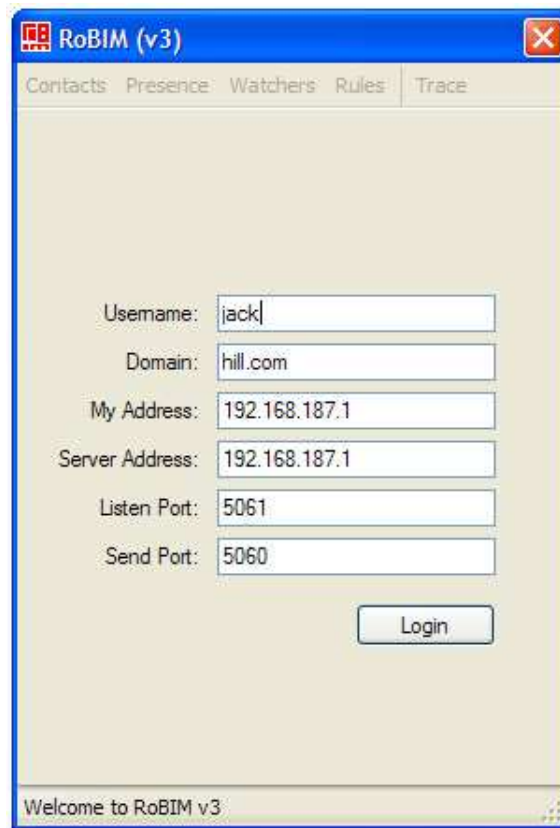 RoBIM (v3)
Contacts Presence Watchers Rules Trace
Username: jack
Domain: hill.com
My Address: 192.168.187.1
Server Address: 192.168.187.1
Listen Port: 5061
Send Port: 5060
Login
Welcome to RoBIM v3